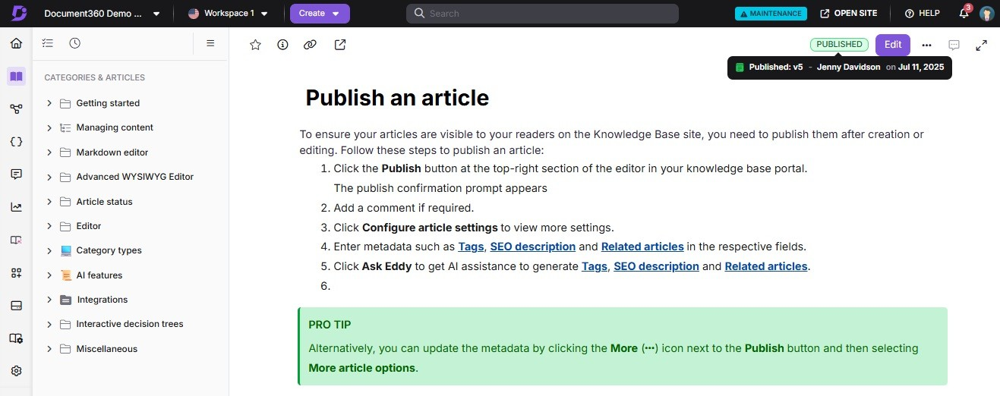 Document360 Demo ...
Workspace 1
Create
Search
MAINTENANCE
OPEN SITE
HELP
3
PUBLISHED
Edit
Published: v5 - Jenny Davidson on Jul 11, 2025
CATEGORIES & ARTICLES
Getting started
Managing content
Markdown editor
Advanced WYSIWYG Editor
Article status
Editor
Category types
AI features
Integrations
Interactive decision trees
Miscellaneous
Publish an article
To ensure your articles are visible to your readers on the Knowledge Base site, you need to publish them after creation or
editing. Follow these steps to publish an article:
1. Click the Publish button at the top-right section of the editor in your knowledge base portal.
The publish confirmation prompt appears
2. Add a comment if required.
3. Click Configure article settings to view more settings.
4. Enter metadata such as Tags, SEO description and Related articles in the respective fields.
5. Click Ask Eddy to get AI assistance to generate Tags, SEO description and Related articles.
6.
PRO TIP
Alternatively, you can update the metadata by clicking the More (•••) icon next to the Publish button and then selecting
More article options.